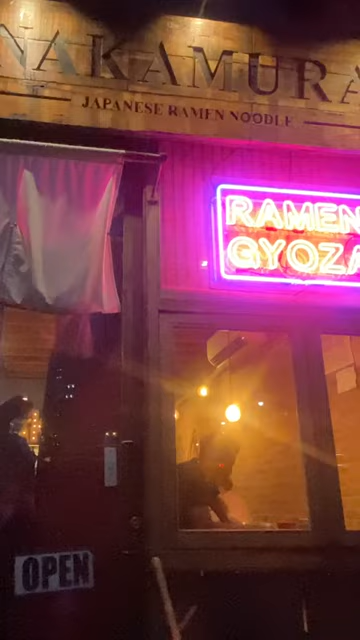 NAKAMURA
JAPANESE RAMEN NOODLE
RAMEN
GYOZA
OPEN